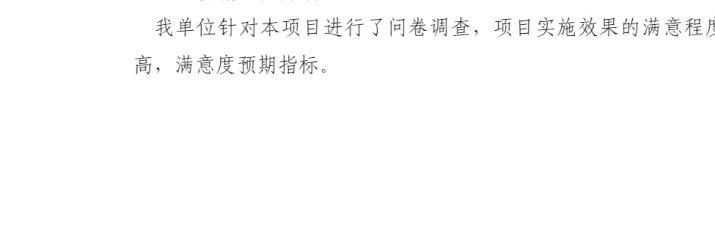 我单位针对本项目进行了问卷调查，项目实施效果的满意程度
高，满意度预期指标。